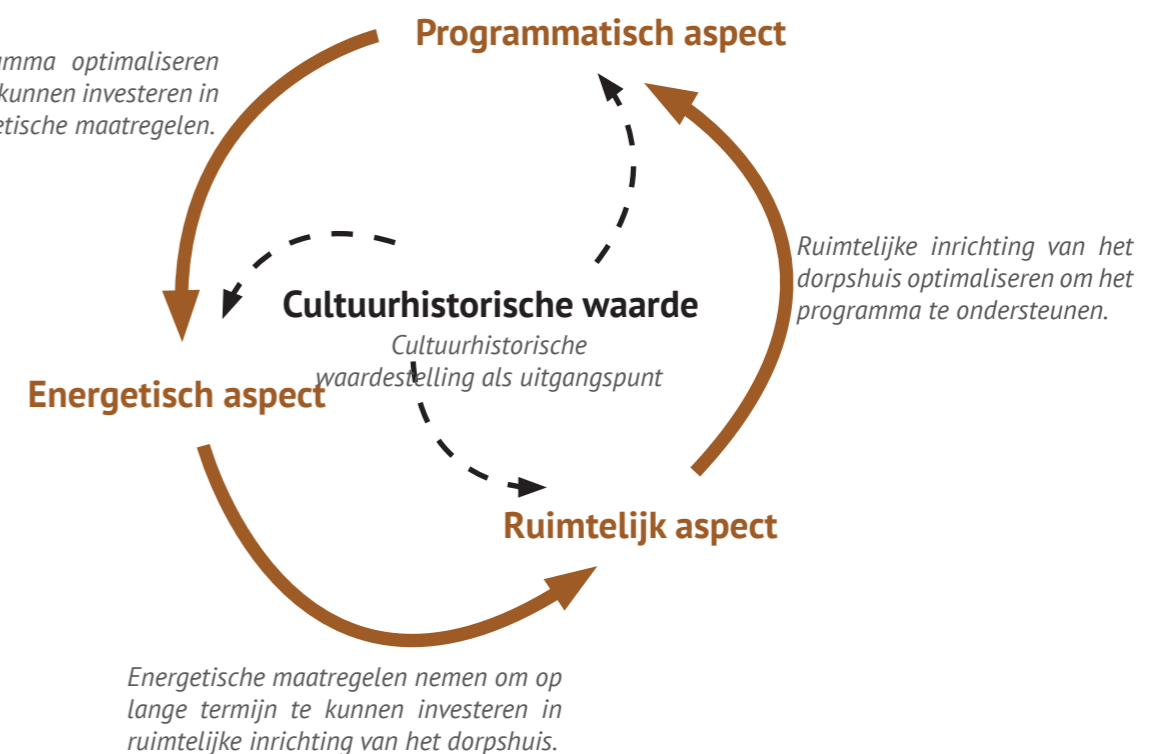 Programmatisch aspect
optimaliseren
kunnen investeren in
maatregelen.
Ruimtelijke inrichting van het
dorpshuis optimaliseren om het
programma te ondersteunen.
Cultuurhistorische waarde
Cultuurhistorische
waardestelling als uitgangspunt
Energetisch aspect
Ruimtelijk aspect
Energetische maatregelen nemen om op
lange termijn te kunnen investeren in
ruimtelijke inrichting van het dorpshuis.